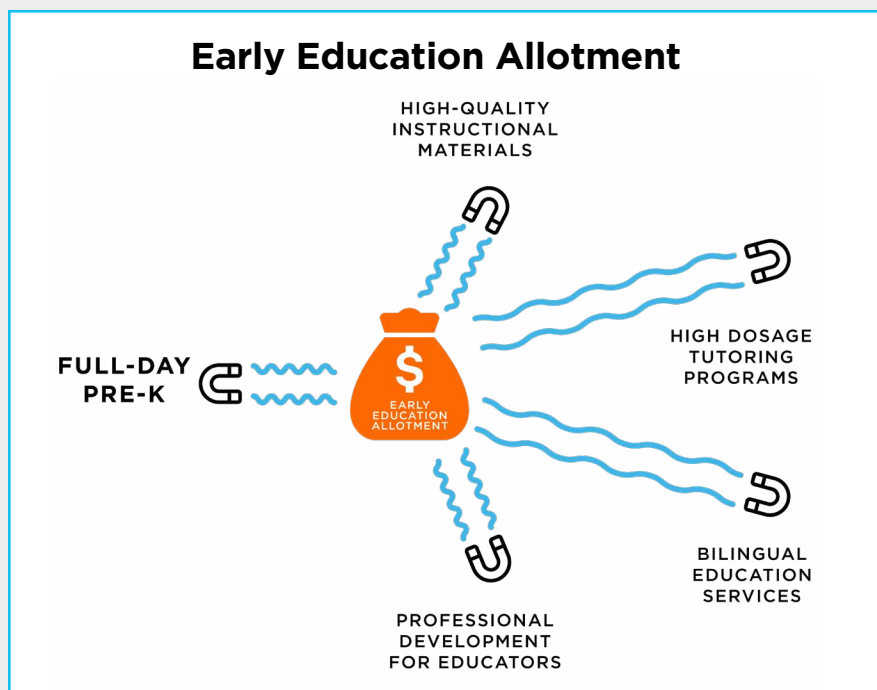 Early Education Allotment
HIGH-QUALITY
INSTRUCTIONAL
MATERIALS
HIGH DOSAGE
TUTORING
PROGRAMS
FULL-DAY
PRE-K
$
EARLY
EDUCATION
ALLOTMENT
BILINGUAL
EDUCATION
SERVICES
PROFESSIONAL
DEVELOPMENT
FOR EDUCATORS